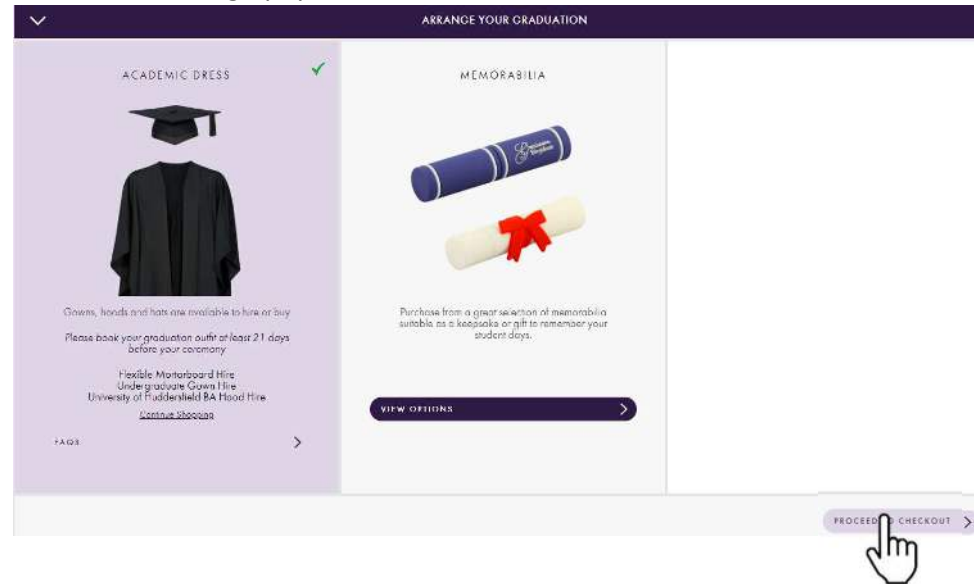 ARRANGE YOUR GRADUATION
ACADEMIC DRESS
Gowns, hoods and hats are available to hire or buy
Please book your graduation outfit at least 21 days
before your ceremony
Flexible Mortarboard Hire
Undergraduate Gown Hire
University of Huddersfield BA Hood Hire
Continue Shopping
FAQS
MEMORABILIA
Purchase from a great selection of memorabilia
suitable as a keepsake or gift to remember your
student days.
VIEW OPTIONS
PROCEED CHECKOUT